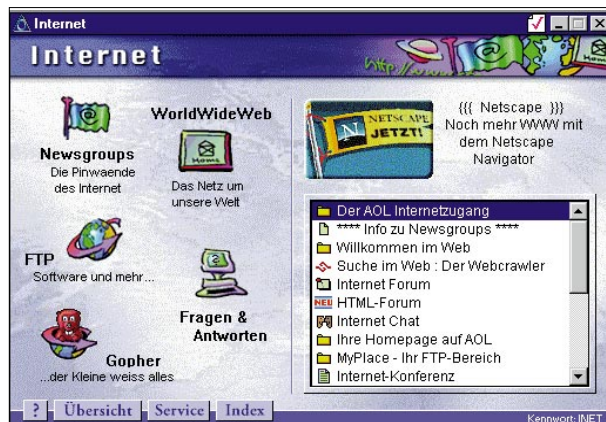 Internet
Internet
http://www.
Newsgroups
Die Pinwaende
des Internet
WorldWideWeb
Home
Das Netz um
unsere Welt
FTP
Software und mehr...
Fragen &
Antworten
Gopher
...der Kleine weiss alles
N NETSCAPE
JETZT!
{{{ Netscape }}}
Noch mehr WWW mit
dem Netscape
Navigator
Der AOL Internetzugang
**** Info zu Newsgroups ****
Willkommen im Web
Suche im Web : Der Webcrawler
Internet Forum
NEU HTML-Forum
Internet Chat
Ihre Homepage auf AOL
MyPlace - Ihr FTP-Bereich
Internet-Konferenz
? Übersicht Service Index
Kennwort: INET